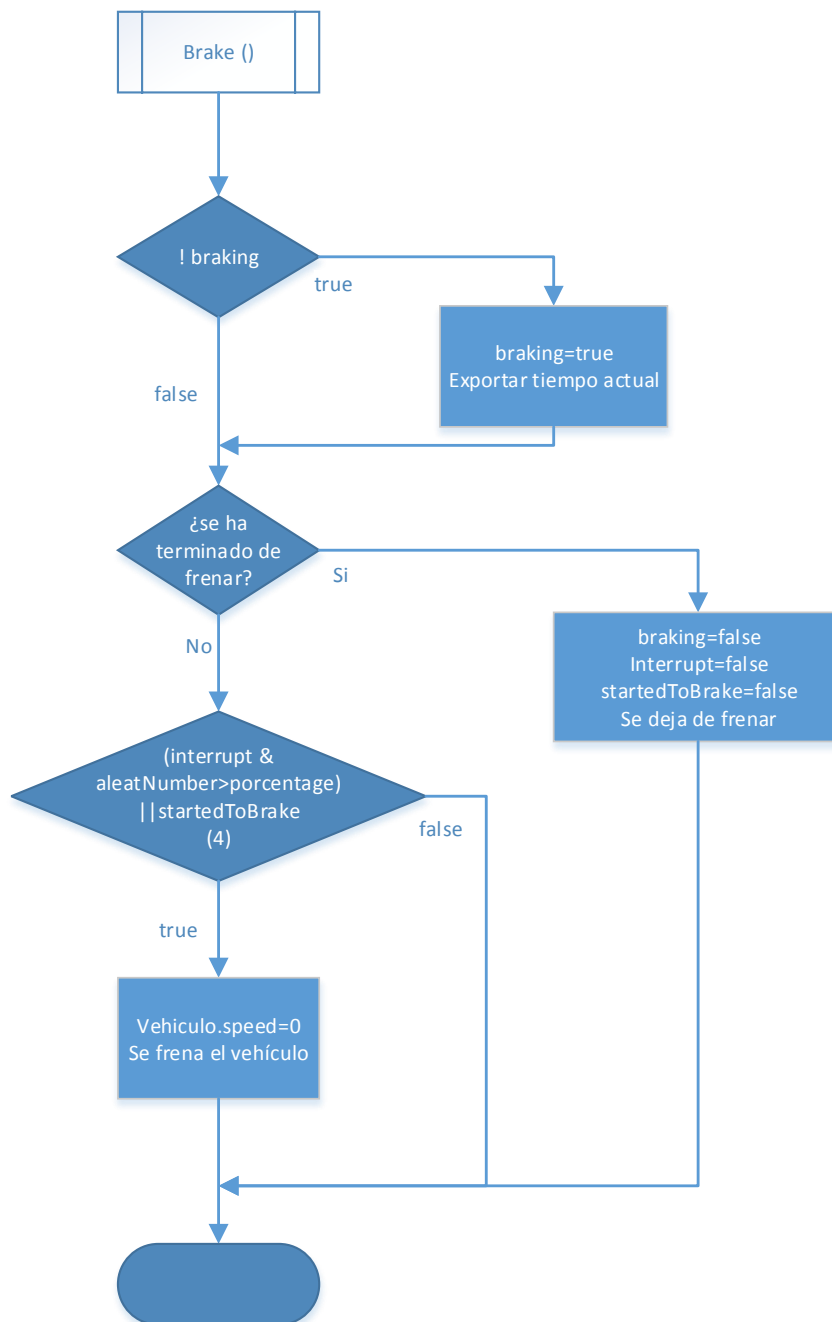 Brake ()
! braking
true
braking=true
Exportar tiempo actual
false
¿se ha
terminado de
frenar?
Si
No
braking=false
Interrupt=false
startedToBrake=false
Se deja de frenar
(interrupt &
aleatNumber>porcentage)
||startedToBrake
(4)
false
true
Vehiculo.speed=0
Se frena el vehículo